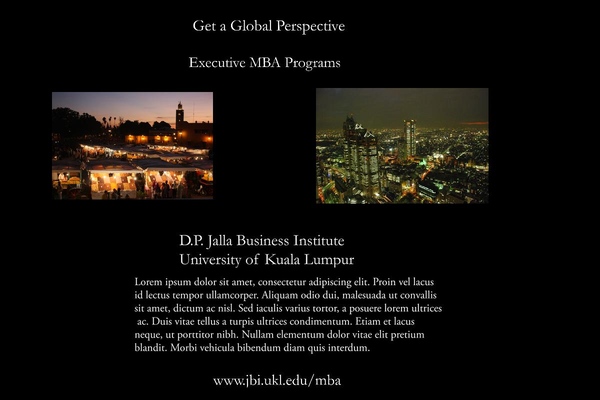 Get a Global Perspective
Executive MBA Programs
D.P. Jalla Business Institute
University of Kuala Lumpur
Lorem ipsum dolor sit amet, consectetur adipiscing elit. Proin vel lacus
id lectus tempor ullamcorper. Aliquam odio dui, malesuada ut convallis
sit amet, dictum ac nisl. Sed iaculis varius tortor, a posuere lorem ultrices
ac. Duis vitae tellus a turpis ultrices condimentum. Etiam et lacus
neque, ut porttitor nibh. Nullam elementum dolor vitae elit pretium
blandit. Morbi vehicula bibendum diam quis interdum.
www.jbi.ukl.edu/mba